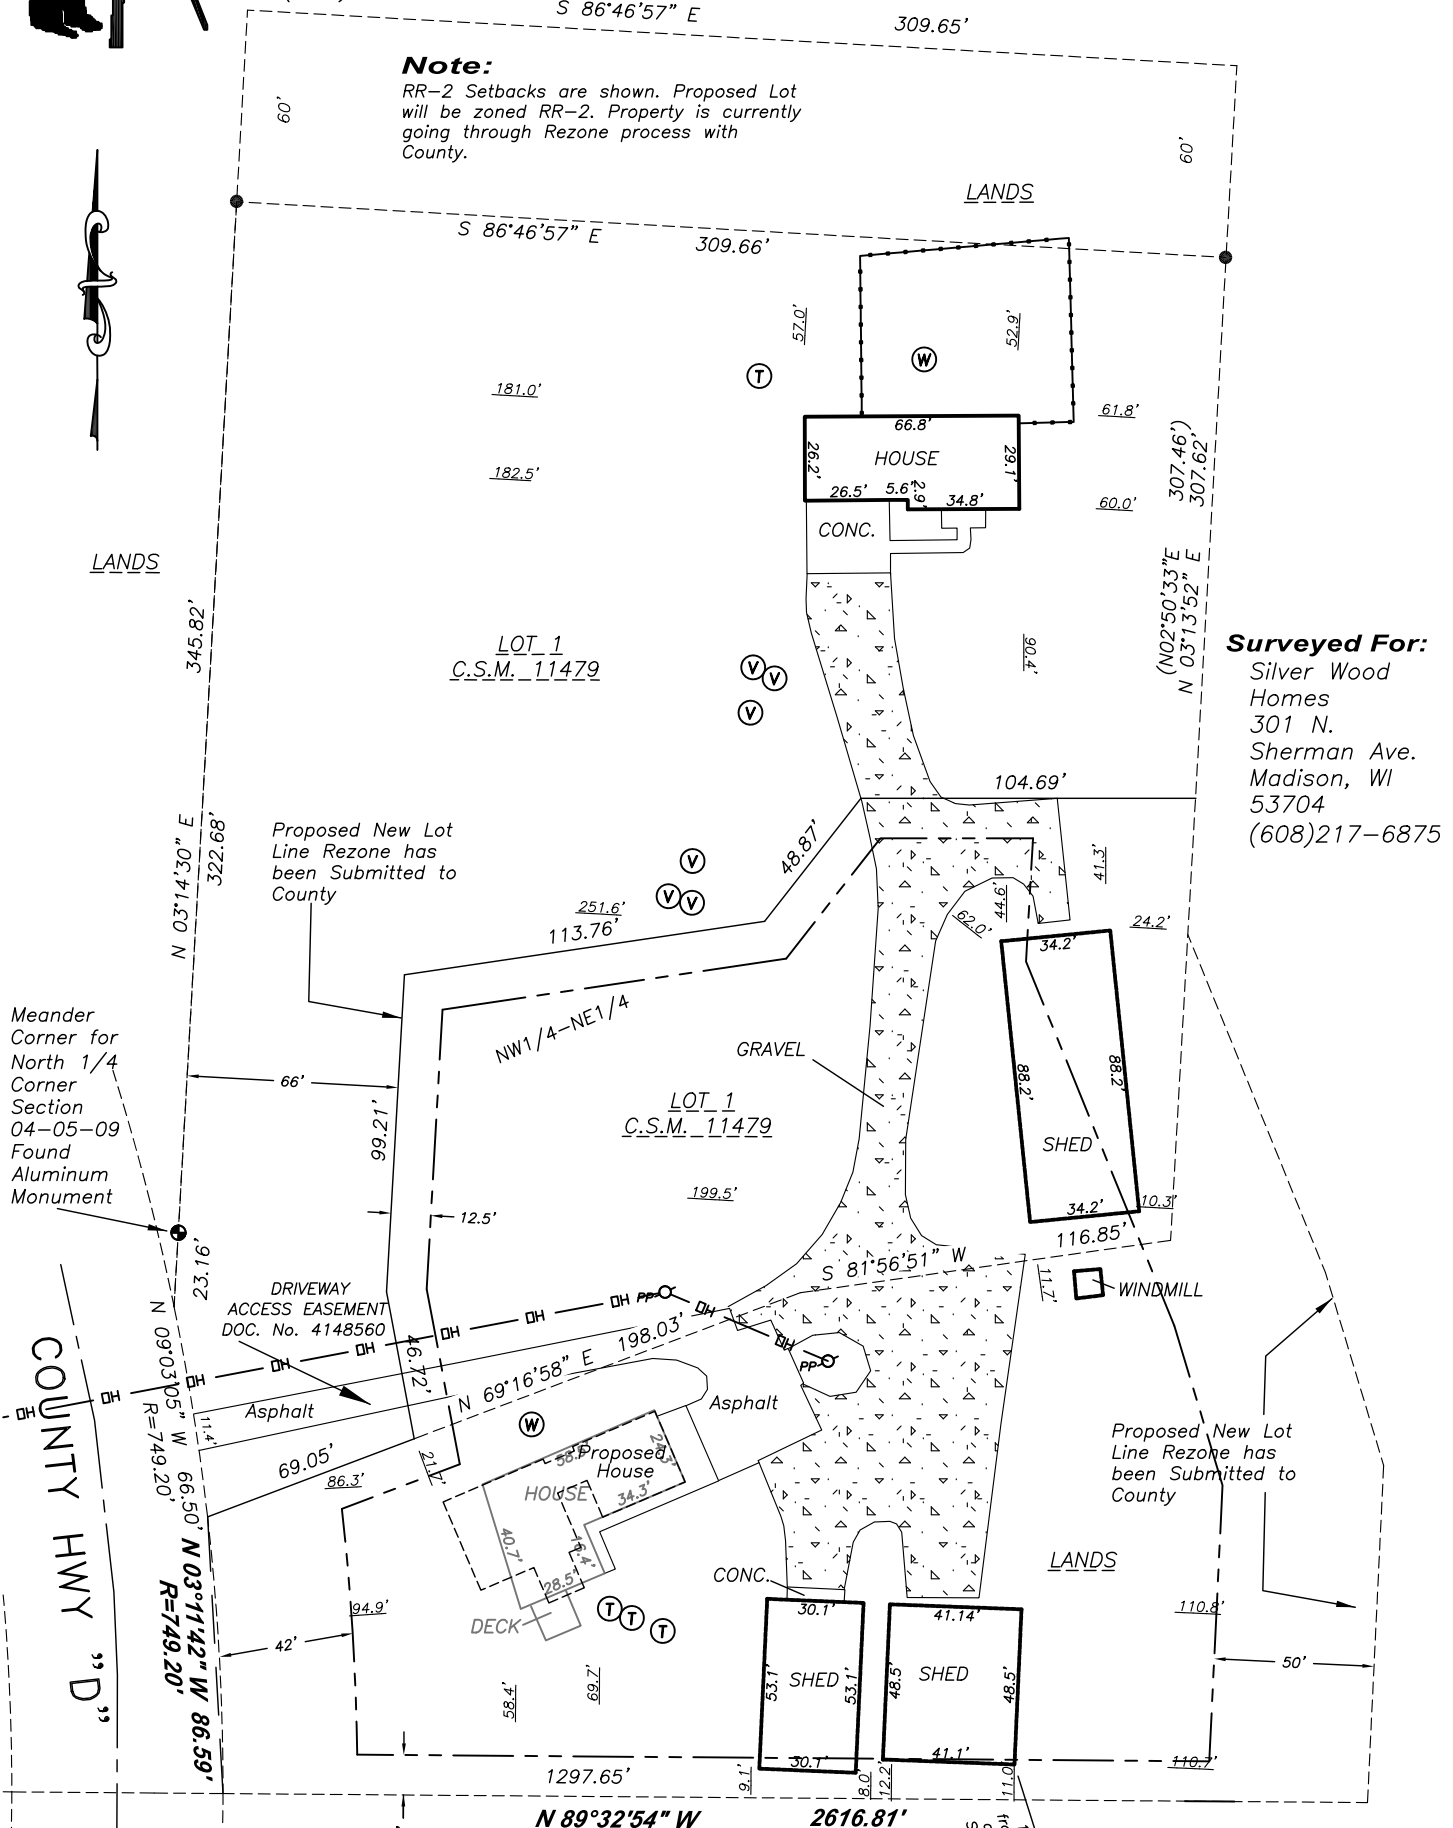 S 86°46'57" E 309.65'
Note:
RR-2 Setbacks are shown. Proposed Lot
will be zoned RR-2. Property is currently
going through Rezone process with
County.
60'
60'
LANDS
S 86°46'57" E 309.66'
57.0'
52.9'
W
T
181.0'
61.8'
66.8'
26.2'
HOUSE
29.1'
182.5'
26.5'
5.6'
2.9'
34.8'
60.0'
307.46')
307.62'
CONC.
LANDS
(N02°50'33"E
N 03°13'52" E
345.82'
LOT 1
C.S.M. 11479
90.4'
V
V
V
Surveyed For:
Silver Wood
Homes
301 N.
Sherman Ave.
Madison, WI
53704
(608)217-6875
104.69'
N 03°14'30" E
322.68'
Proposed New Lot
Line Rezone has
been Submitted to
County
48.87'
V
V
V
41.3'
44.6'
62.0'
24.2'
251.6'
113.76'
34.2'
Meander
Corner for
North 1/4
Corner
Section
04-05-09
Found
Aluminum
Monument
NW1/4-NE1/4
GRAVEL
66'
99.21'
LOT 1
C.S.M. 11479
88.2'
88.2'
SHED
199.5'
12.5'
34.2'
10.3'
116.85'
23.16'
S 81°56'51" W
11.7'
WINDMILL
DRIVEWAY
ACCESS EASEMENT
DOC. No. 4148560
OH
OH
OH
OH
OH
OH
OH
OH
OH
OH
PP
PP
46.72'
198.03'
N 69°16'58" E
N 09°03'05" W 66.50'
R=749.20'
11.4'
Asphalt
Asphalt
W
COUNTY HWY "D"
69.05'
86.3'
21.7'
Proposed
House
HOUSE
24.3'
34.3'
40.7'
28.5'
DECK
T
T
T
Proposed New Lot
Line Rezone has
been Submitted to
County
LANDS
CONC.
94.9'
110.8'
42'
50'
N 03°11'42" W 86.59'
R=749.20'
30.1'
41.14'
53.1'
SHED
53.1'
48.5'
SHED
48.5'
58.4'
69.7'
30.1'
41.1'
110.7'
1297.65'
9.1'
8.0'
12.2'
11.0'
N 89°32'54" W 2616.81'